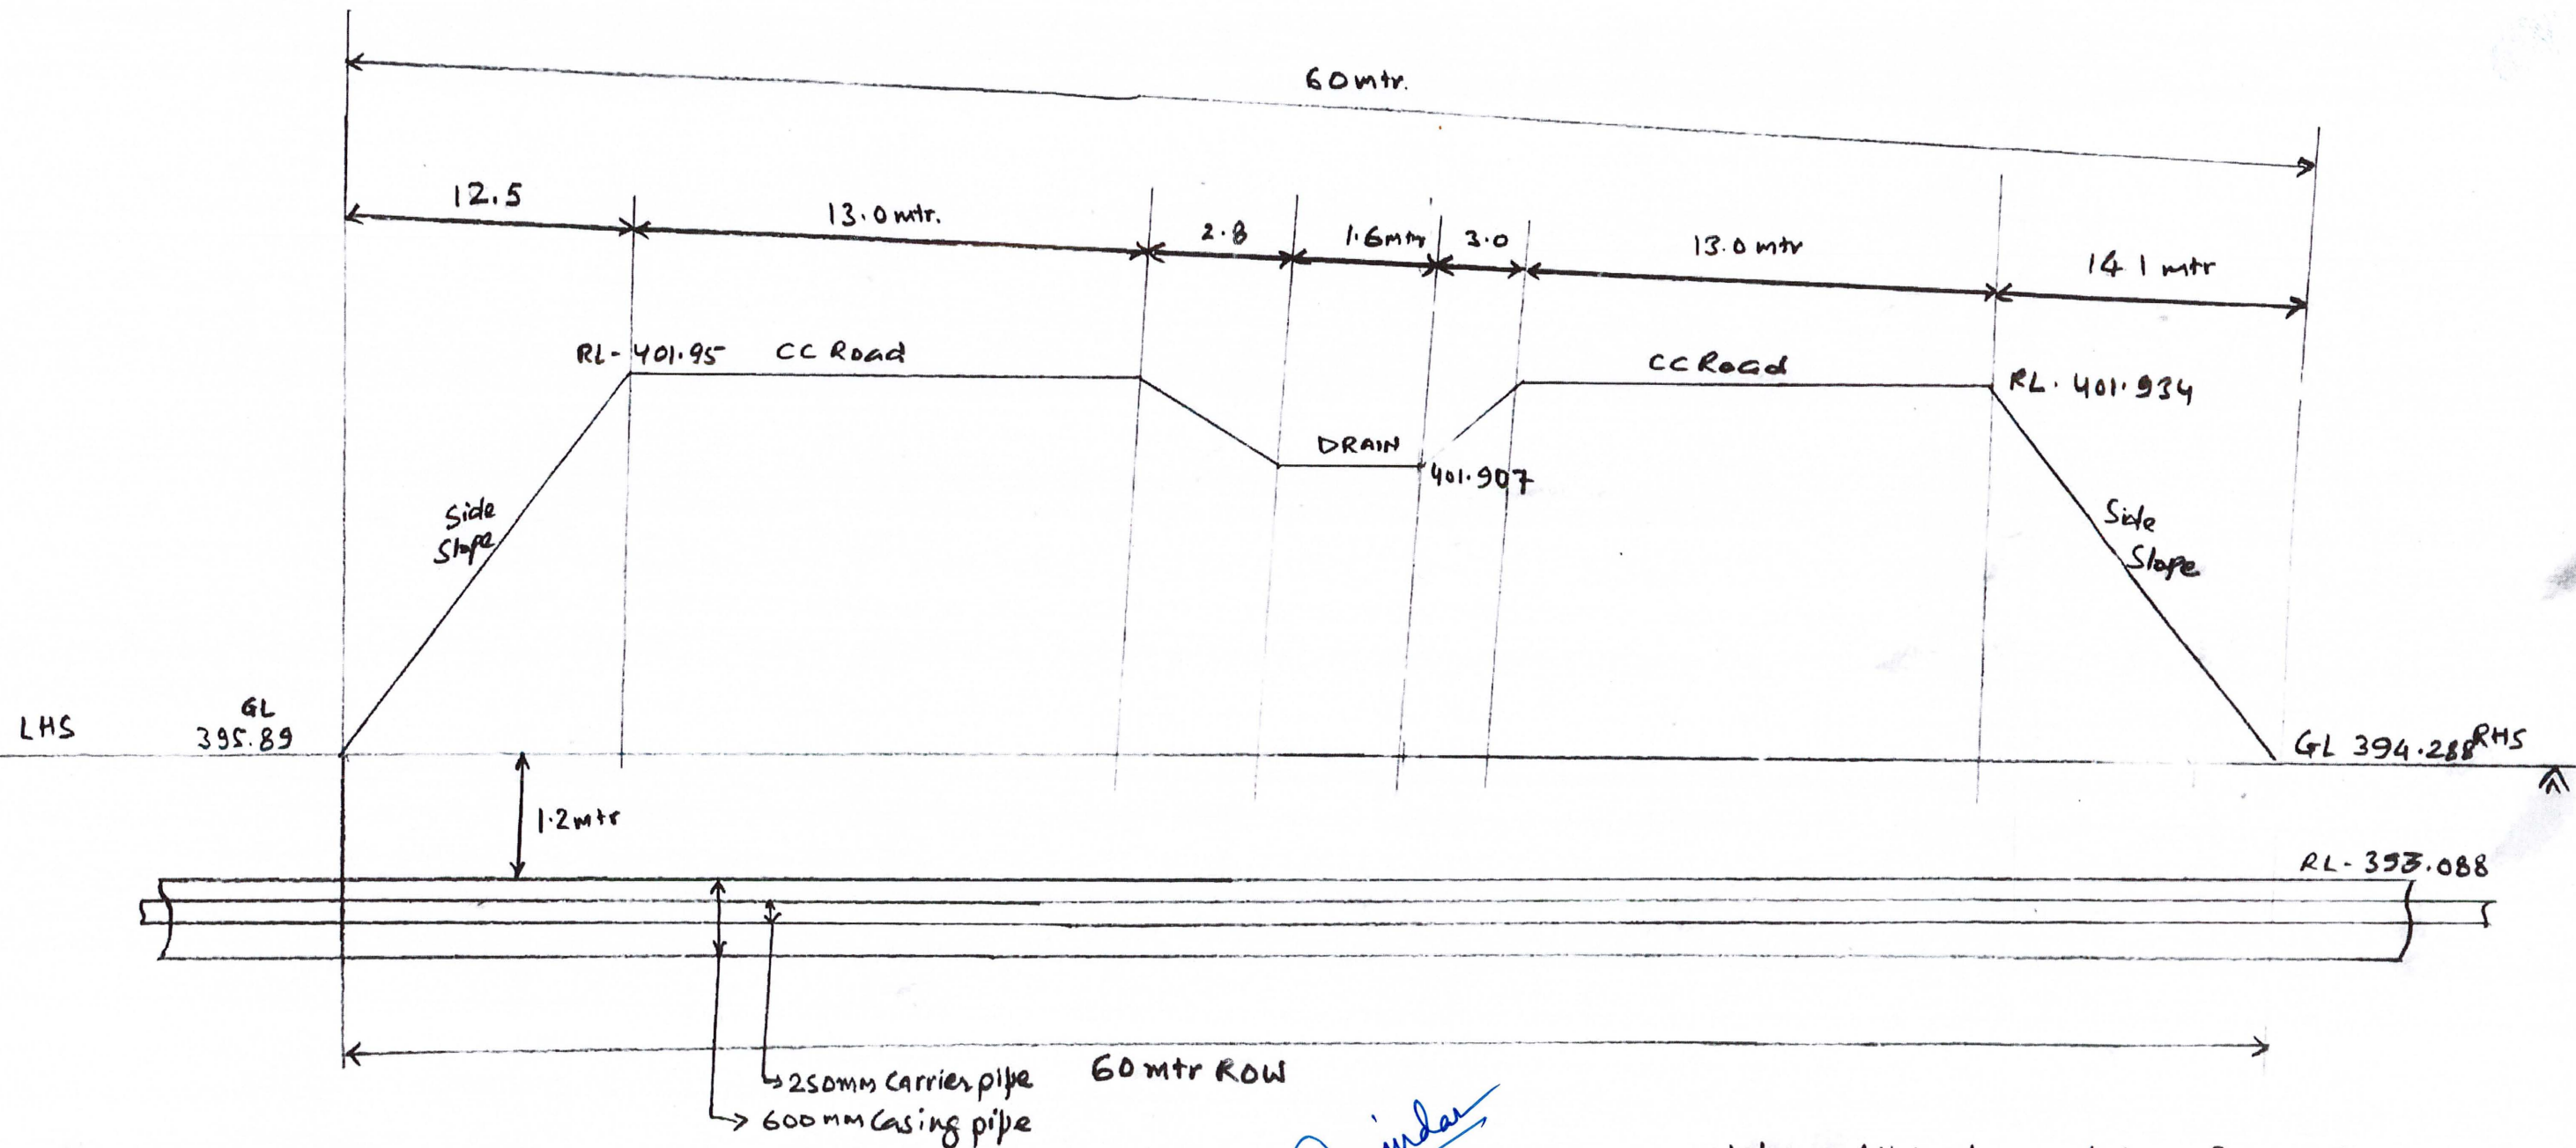 60mtr.
12.5
13.0mtr.
2.8
1.6mtr
3.0
13.0 mtr
14.1 mtr
RL-401.95 CC Road
CC Road
RL. 401.934
DRAIN
401.907
Side
Slope
Side
Slope
LHS
GL
395.89
GL 394.288
RHS
1.2mtr
RL-393.088
250mm Carrier pipe
60mtr ROW
600mm Casing pipe